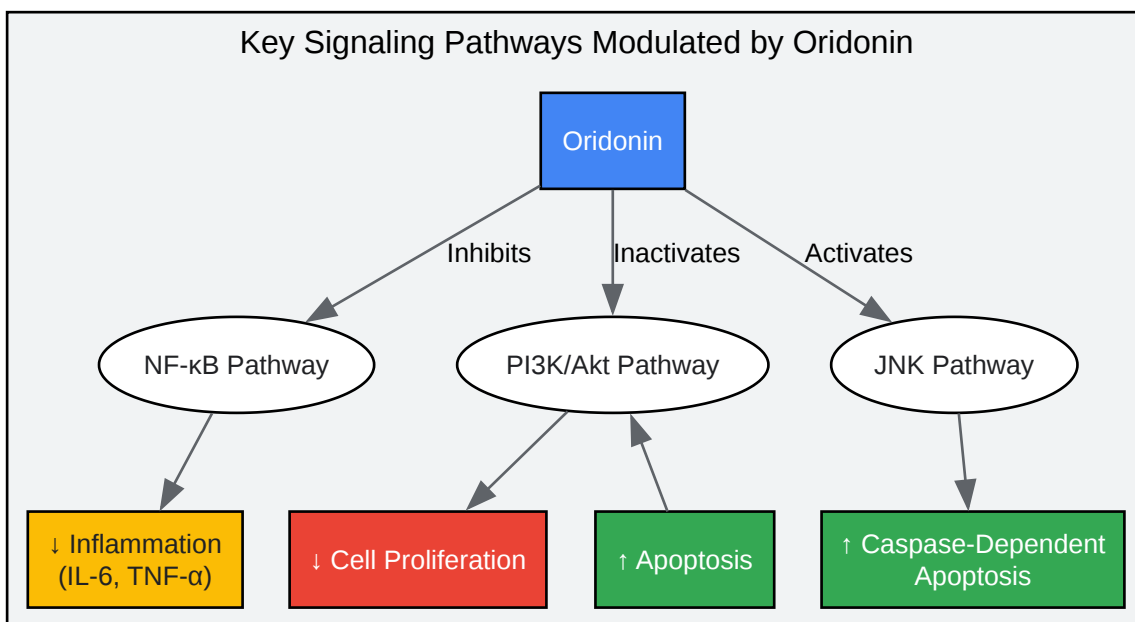 Key Signaling Pathways Modulated by Oridonin
Oridonin
Inhibits
Inactivates
Activates
NF-κB Pathway
PI3K/Akt Pathway
JNK Pathway
↓ Inflammation
(IL-6, TNF-α)
↓ Cell Proliferation
↑ Apoptosis
↑ Caspase-Dependent
Apoptosis